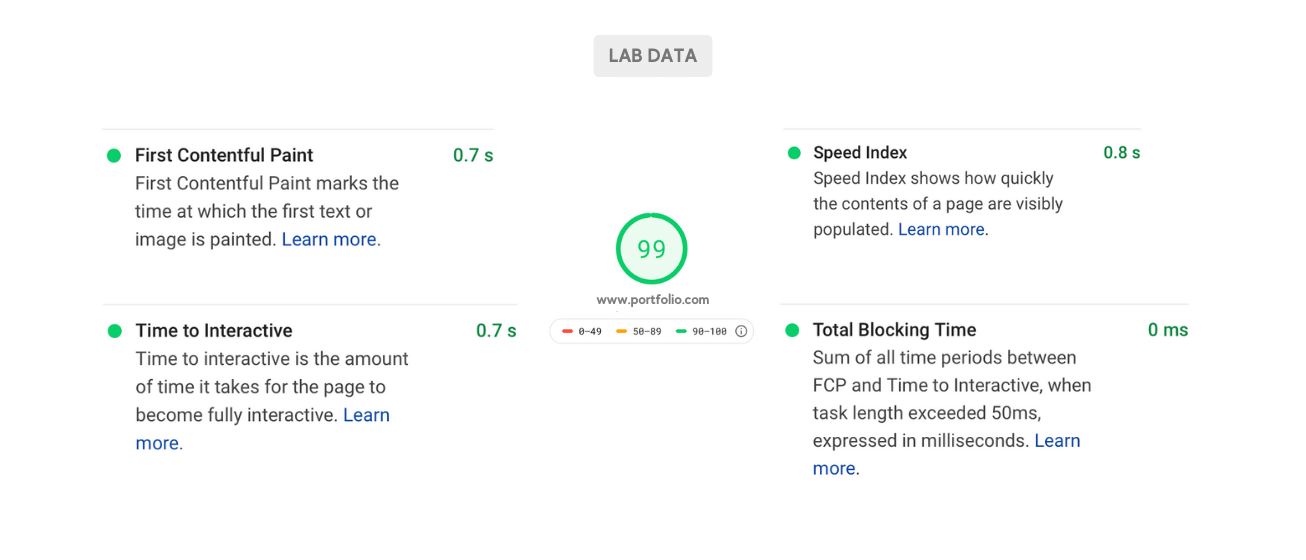 LAB DATA
First Contentful Paint 0.7 s
First Contentful Paint marks the
time at which the first text or
image is painted. Learn more.
Time to Interactive 0.7 s
Time to interactive is the amount
of time it takes for the page to
become fully interactive. Learn
more.
99
www.portfolio.com
0–49 50–89 90–100
Speed Index 0.8 s
Speed Index shows how quickly
the contents of a page are visibly
populated. Learn more.
Total Blocking Time 0 ms
Sum of all time periods between
FCP and Time to Interactive, when
task length exceeded 50ms,
expressed in milliseconds. Learn
more.